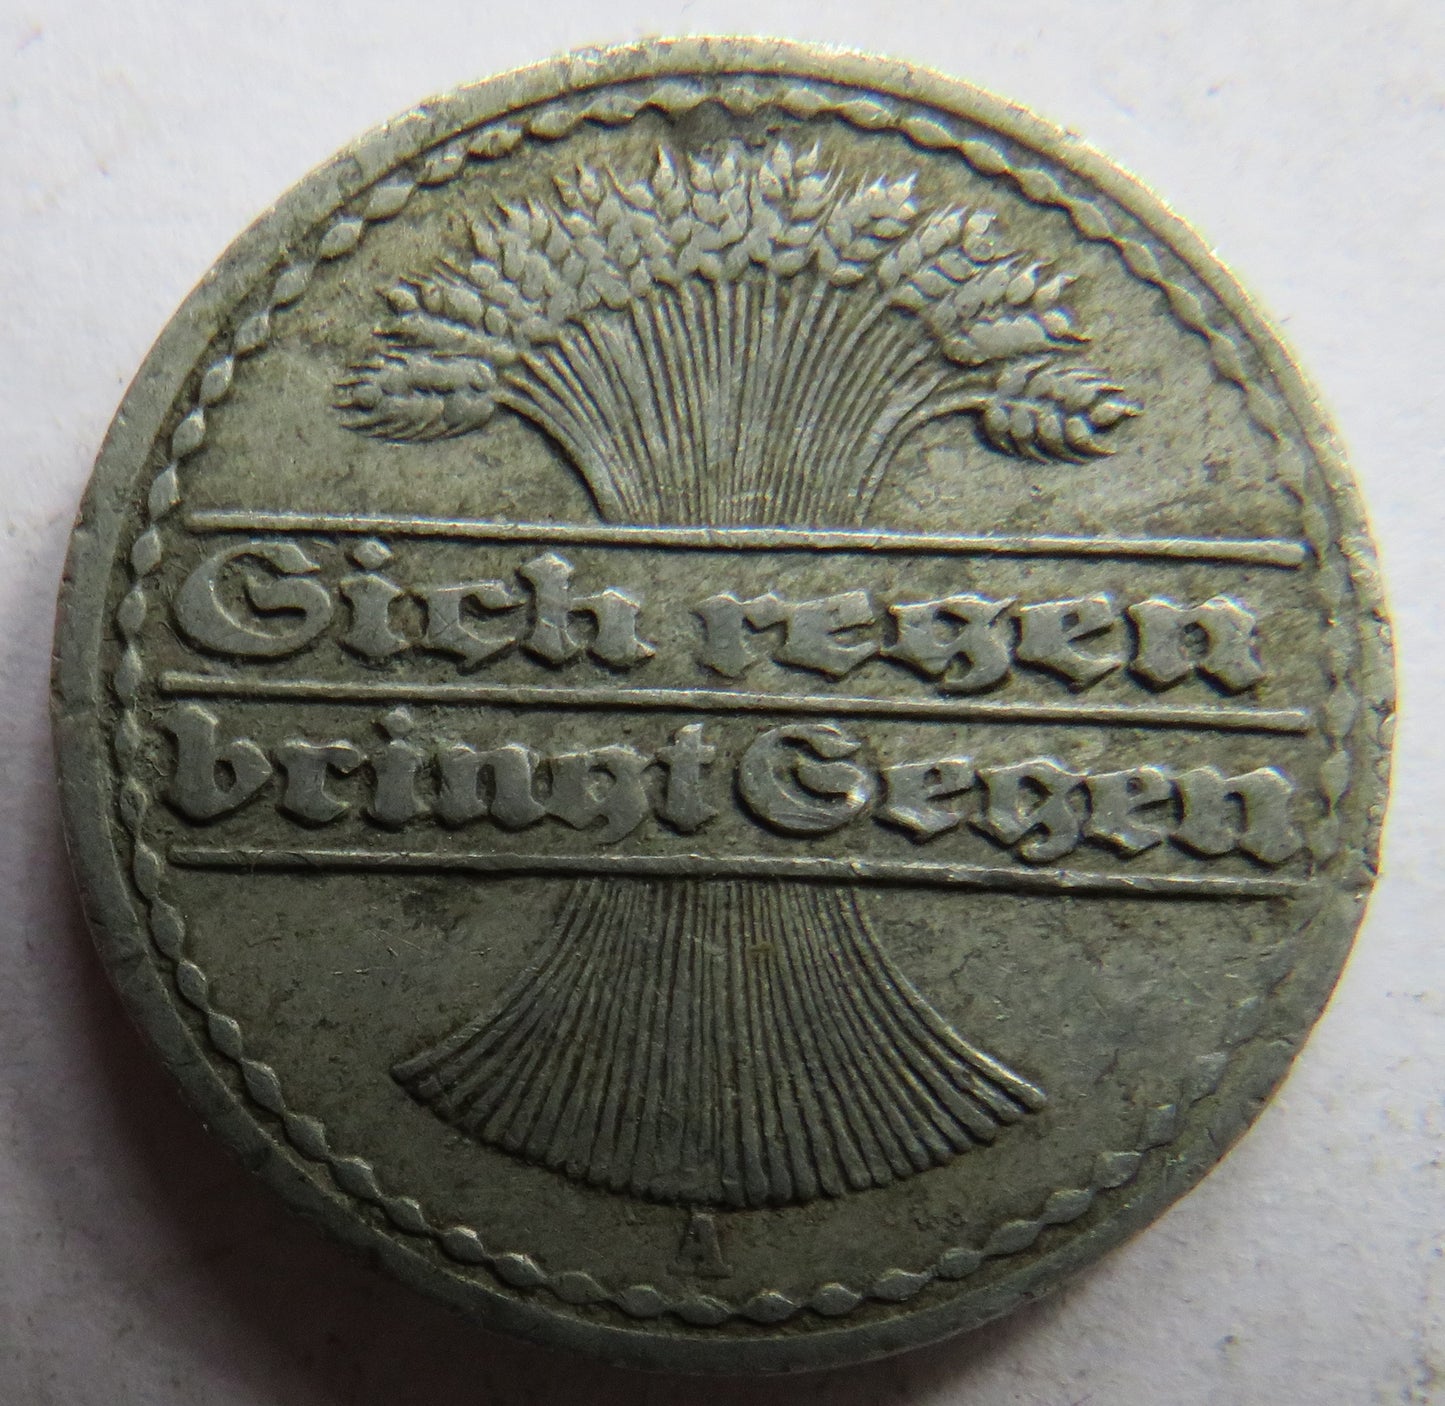 Sich regen
bringt Segen
A